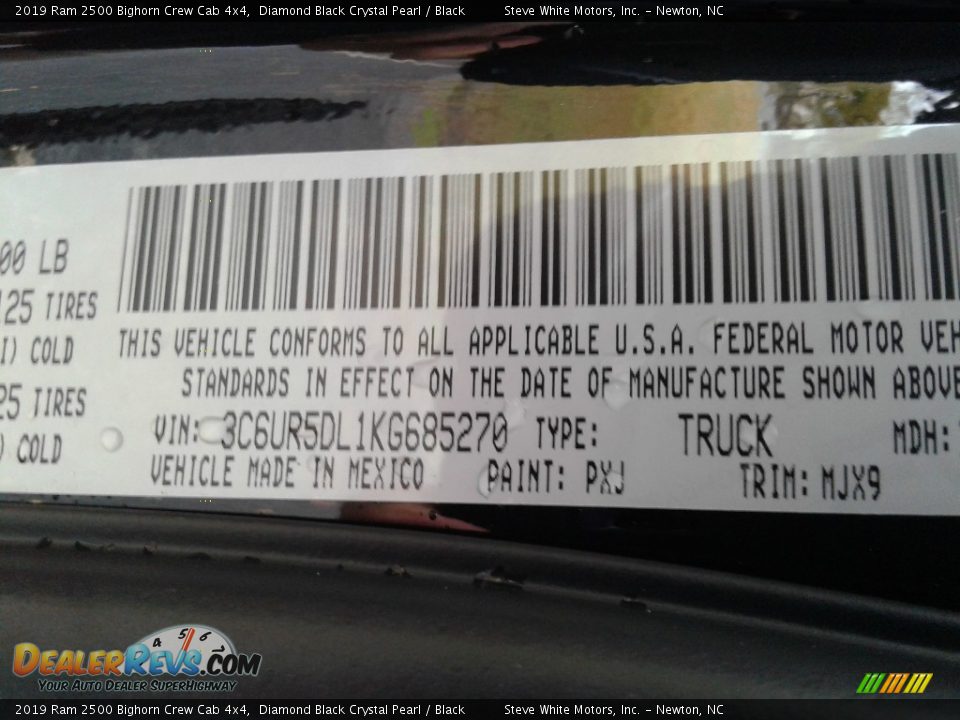 2019 Ram 2500 Bighorn Crew Cab 4x4, Diamond Black Crystal Pearl / Black Steve White Motors, Inc. - Newton, NC
00 LB
125 TIRES
I) COLD
25 TIRES
) COLD
THIS VEHICLE CONFORMS TO ALL APPLICABLE U.S.A. FEDERAL MOTOR VEH
STANDARDS IN EFFECT ON THE DATE OF MANUFACTURE SHOWN ABOVE
VIN: 3C6UR5DL1KG685270 TYPE: TRUCK MDH:
VEHICLE MADE IN MEXICO PAINT: PXJ TRIM: MJX9
4 5 6
DEALERREVS.COM
YOUR AUTO DEALER SUPERHIGHWAY
2019 Ram 2500 Bighorn Crew Cab 4x4, Diamond Black Crystal Pearl / Black Steve White Motors, Inc. - Newton, NC